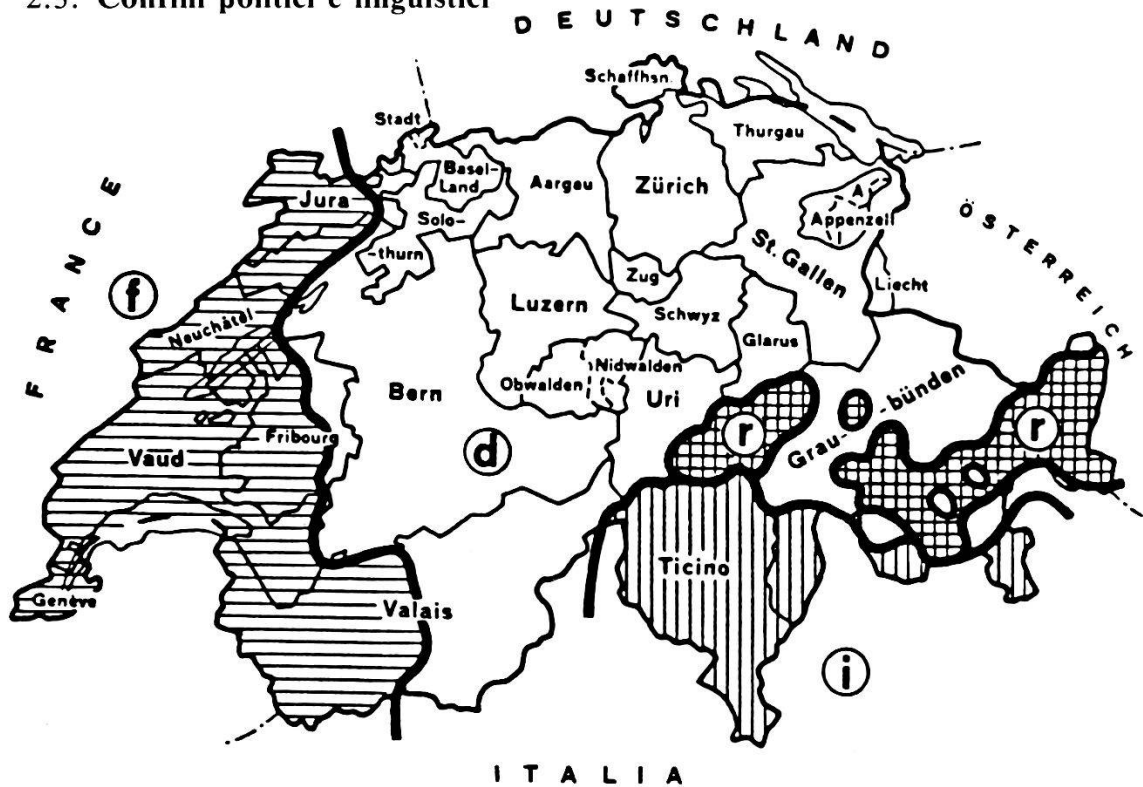 2.5. Confini politici e linguistici
DEUTSCHLAND
Schaffhsn.
Stadt
Thurgau
Basel-
Land
Aargau
Zürich
FRANCE
Jura
A
Appenzell
I
ÖSTERREICH
Solo-
-thurn
St. Gallen
Zug
Liecht
f
Luzern
Schwyz
Neuchâtel
Glarus
Nidwalden
Obwalden
Uri
Bern
Grau-
-bünden
Fribourg
r
r
Vaud
d
Ticino
Genève
Valais
i
ITALIA